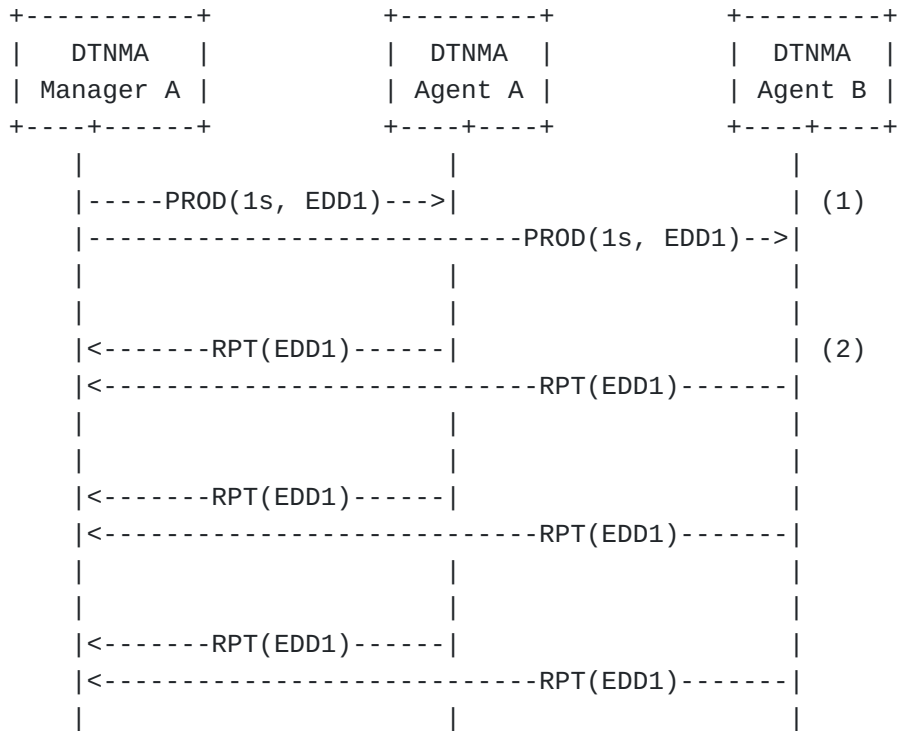 +-----------+ +---------+ +---------+
| DTNMA | | DTNMA | | DTNMA |
| Manager A | | Agent A | | Agent B |
+----+------+ +----+----+ +----+----+
| | |
|-----PROD(1s, EDD1)--->| | (1)
|----------------------------PROD(1s, EDD1)-->|
| | |
| | |
|<-------RPT(EDD1)------| | (2)
|<----------------------------RPT(EDD1)-------|
| | |
| | |
|<-------RPT(EDD1)------| |
|<----------------------------RPT(EDD1)-------|
| | |
| | |
|<-------RPT(EDD1)------| |
|<----------------------------RPT(EDD1)-------|
| | |